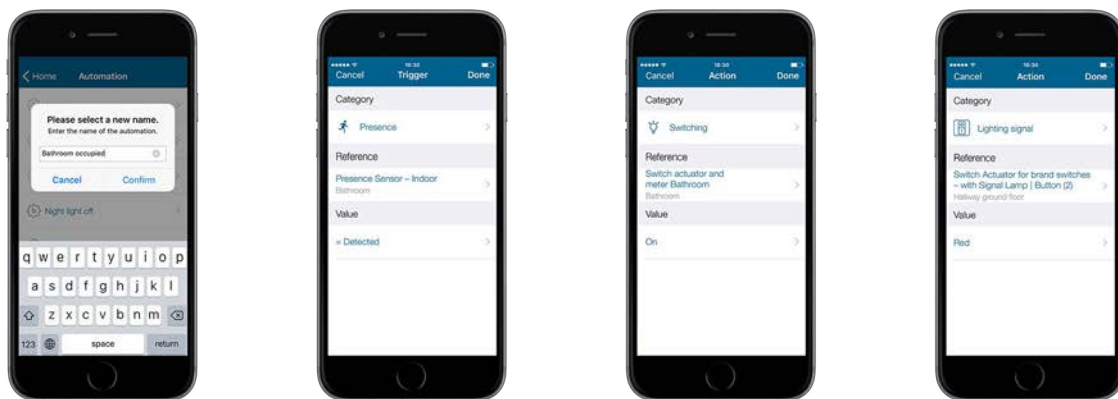 Home Automation
Please select a new name.
Enter the name of the automation.
Bathroom occupied
Cancel Confirm
Night light off
q w e r t y u i o p
a s d f g h j k l
z x c v b n m
123 space return
Cancel Trigger Done
Category
Presence
Reference
Presence Sensor – Indoor
Bathroom
Value
= Detected
Cancel Action Done
Category
Switching
Reference
Switch actuator and
meter Bathroom
Bathroom
Value
On
Cancel Action Done
Category
Lighting signal
Reference
Switch Actuator for brand switches
– with Signal Lamp | Button (2)
Hallway ground floor
Value
Red